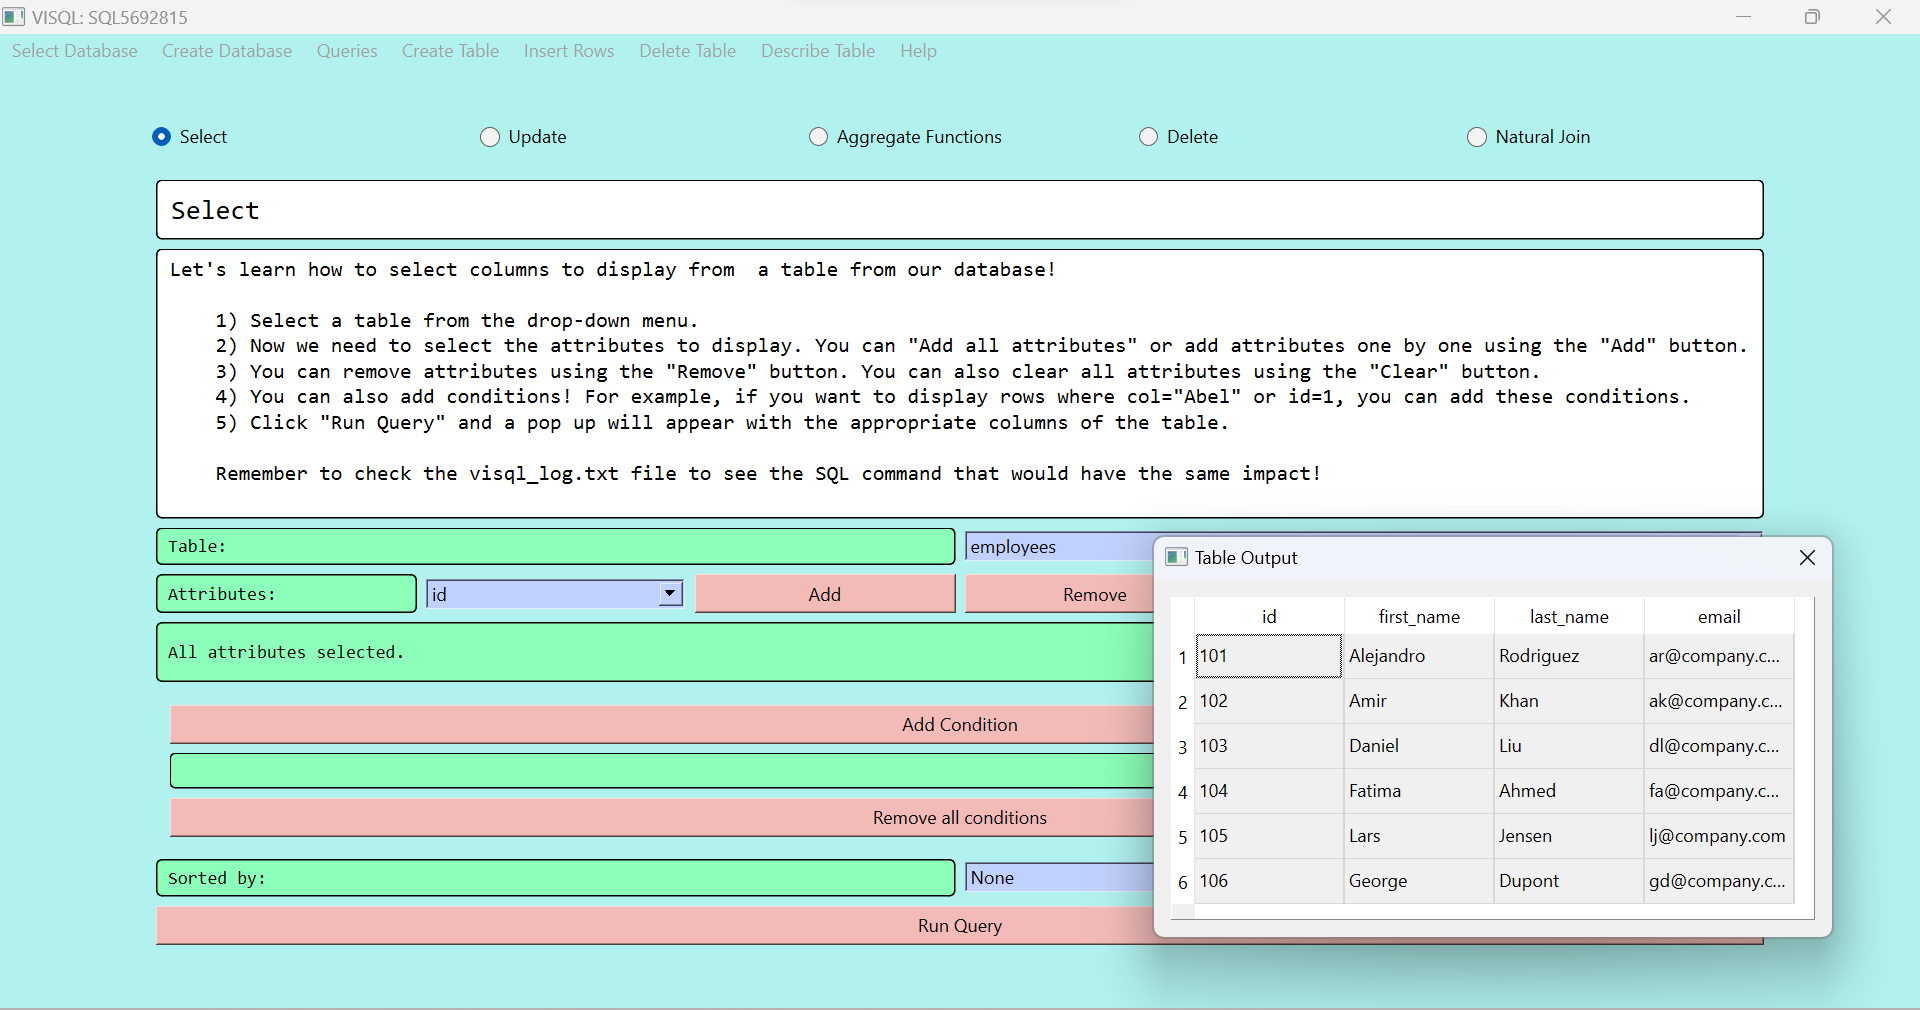 VISQL: SQL5692815
Select Database Create Database Queries Create Table Insert Rows Delete Table Describe Table Help
Select Update Aggregate Functions Delete Natural Join
Select
Let's learn how to select columns to display from  a table from our database!
1) Select a table from the drop-down menu.
2) Now we need to select the attributes to display. You can "Add all attributes" or add attributes one by one using the "Add" button.
3) You can remove attributes using the "Remove" button. You can also clear all attributes using the "Clear" button.
4) You can also add conditions! For example, if you want to display rows where col="Abel" or id=1, you can add these conditions.
5) Click "Run Query" and a pop up will appear with the appropriate columns of the table.
Remember to check the visql_log.txt file to see the SQL command that would have the same impact!
Table: employees
Attributes: id Add Remove
All attributes selected.
Add Condition
Remove all conditions
Sorted by: None
Run Query
Table Output
id first_name last_name email
1 101 Alejandro Rodriguez ar@company.c...
2 102 Amir Khan ak@company.c...
3 103 Daniel Liu dl@company.c...
4 104 Fatima Ahmed fa@company.c...
5 105 Lars Jensen lj@company.com
6 106 George Dupont gd@company.c...